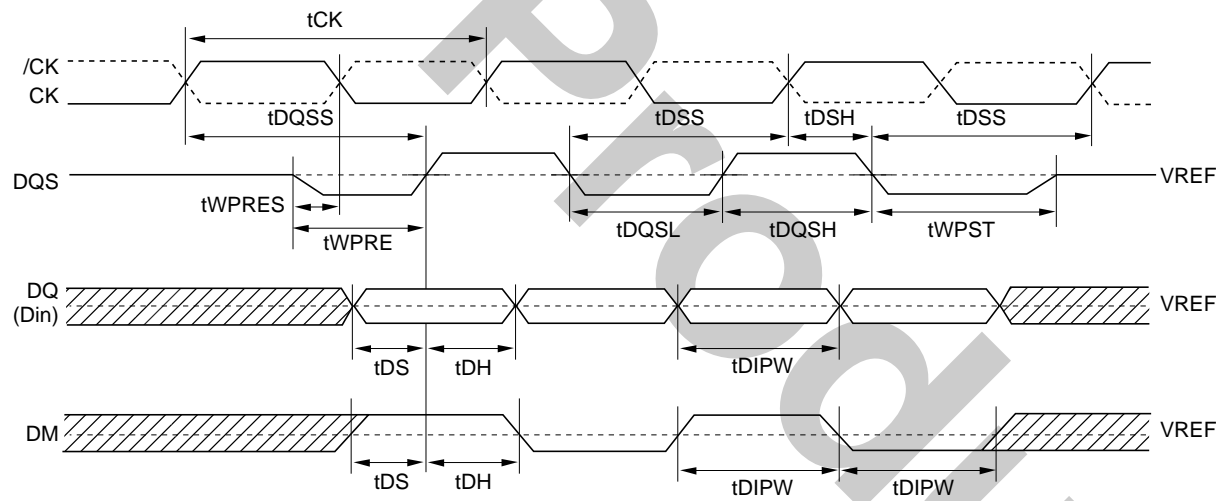 tCK
/CK
CK
tDQSS
tDSS
tDSH
tDSS
DQS
VREF
tWPRES
tWPRE
tDQSL
tDQSH
tWPST
DQ
(Din)
VREF
tDS
tDH
tDIPW
DM
VREF
tDS
tDH
tDIPW
tDIPW